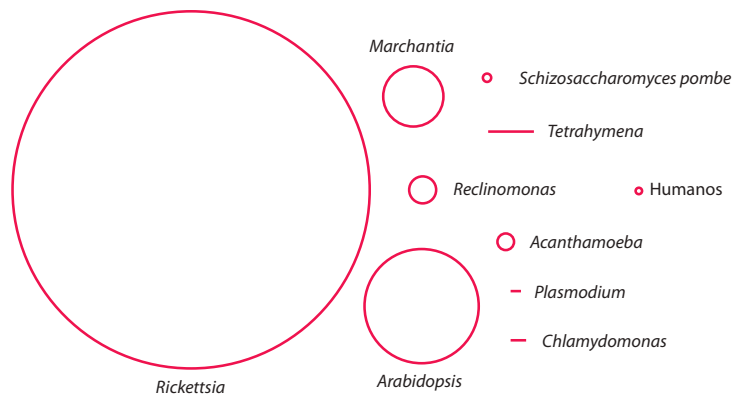 Marchantia
Schizosaccharomyces pombe
Tetrahymena
Reclinomonas
Humanos
Acanthamoeba
Plasmodium
Chlamydomonas
Rickettsia
Arabidopsis